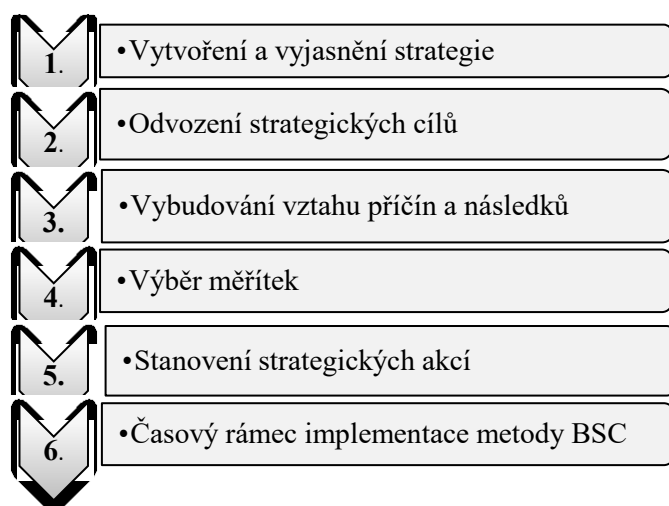 1. •Vytvoření a vyjasnění strategie
2. •Odvození strategických cílů
3. •Vybudování vztahu příčín a následků
4. •Výběr měřítek
5. •Stanovení strategických akcí
6. •Časový rámec implementace metody BSC